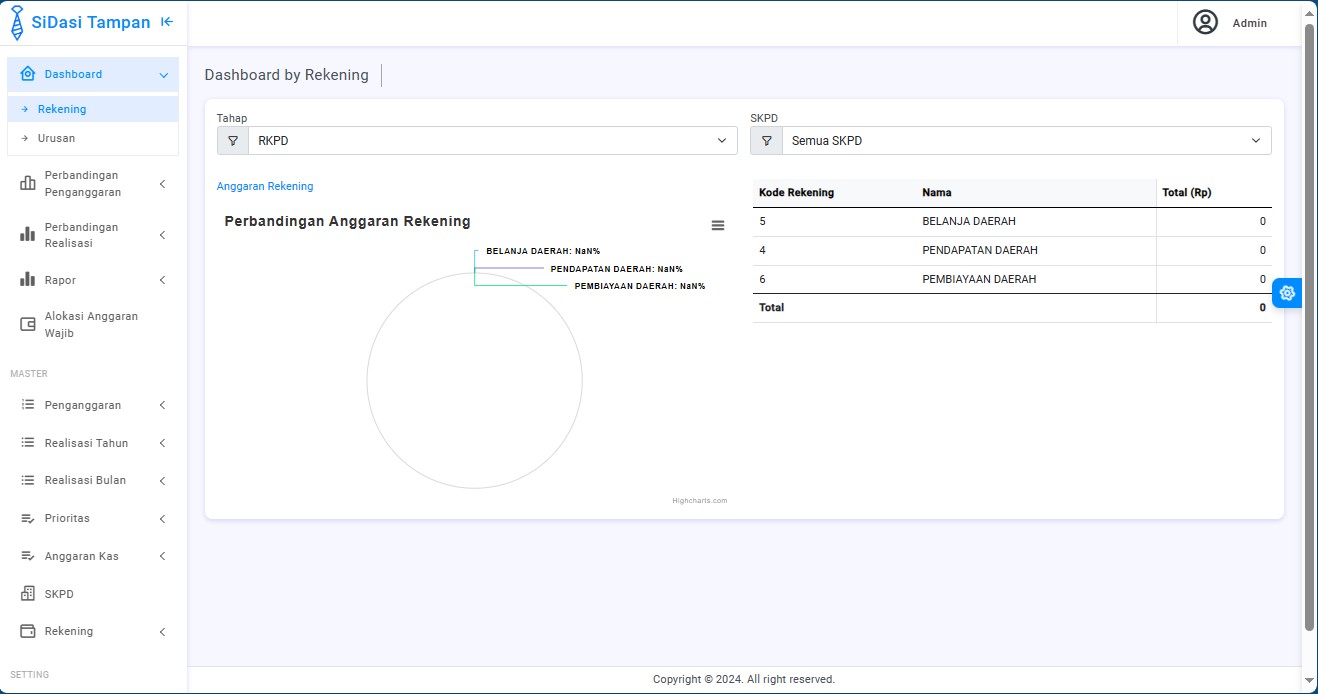 SiDasi Tampan
Admin
Dashboard
Rekening
Urusan
Perbandingan
Penganggaran
Perbandingan
Realisasi
Rapor
Alokasi Anggaran
Wajib
MASTER
Penganggaran
Realisasi Tahun
Realisasi Bulan
Prioritas
Anggaran Kas
SKPD
Rekening
SETTING
Dashboard by Rekening
Tahap
RKPD
SKPD
Semua SKPD
Anggaran Rekening
Perbandingan Anggaran Rekening
BELANJA DAERAH: NaN%
PENDAPATAN DAERAH: NaN%
PEMBIAYAAN DAERAH: NaN%
Highcharts.com
Kode Rekening Nama Total (Rp)
5 BELANJA DAERAH 0
4 PENDAPATAN DAERAH 0
6 PEMBIAYAAN DAERAH 0
Total 0
Copyright © 2024. All right reserved.